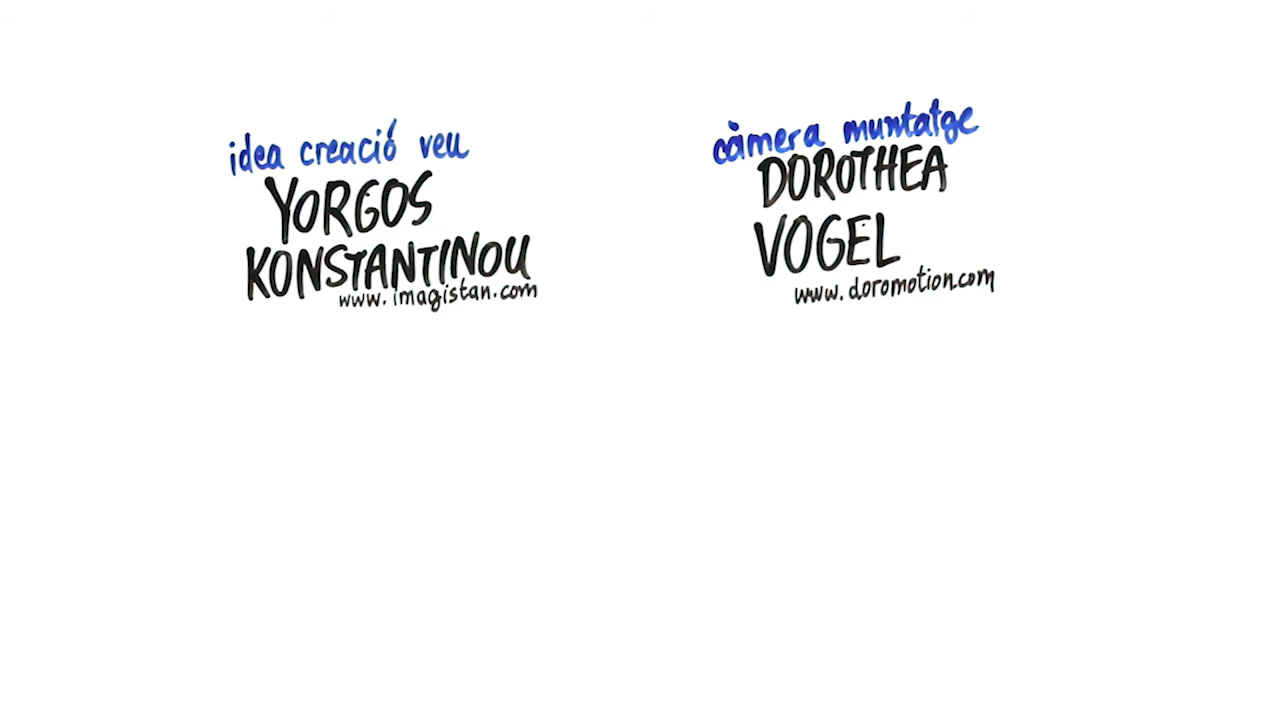 idea creació veu
YORGOS
KONSTANTINOU
www.imagistan.com
càmera muntatge
DOROTHEA
VOGEL
www.doromotion.com